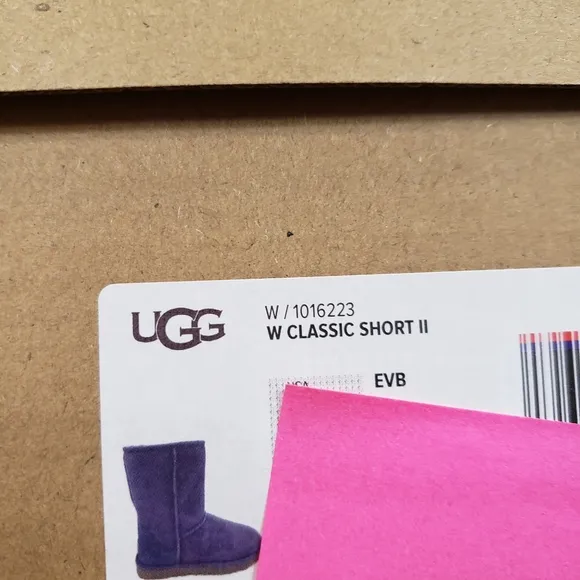 UGG
W / 1016223
W CLASSIC SHORT II
EVB